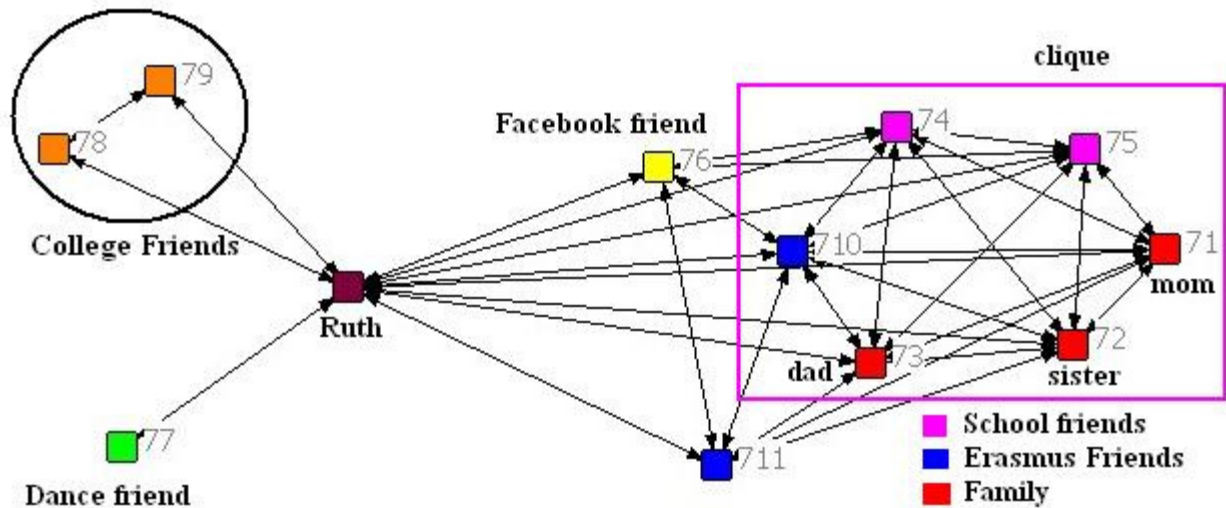 clique
79
74
Facebook friend
78
75
76
College Friends
710
71
mom
Ruth
72
73
dad
sister
School friends
77
711
Erasmus Friends
Dance friend
Family